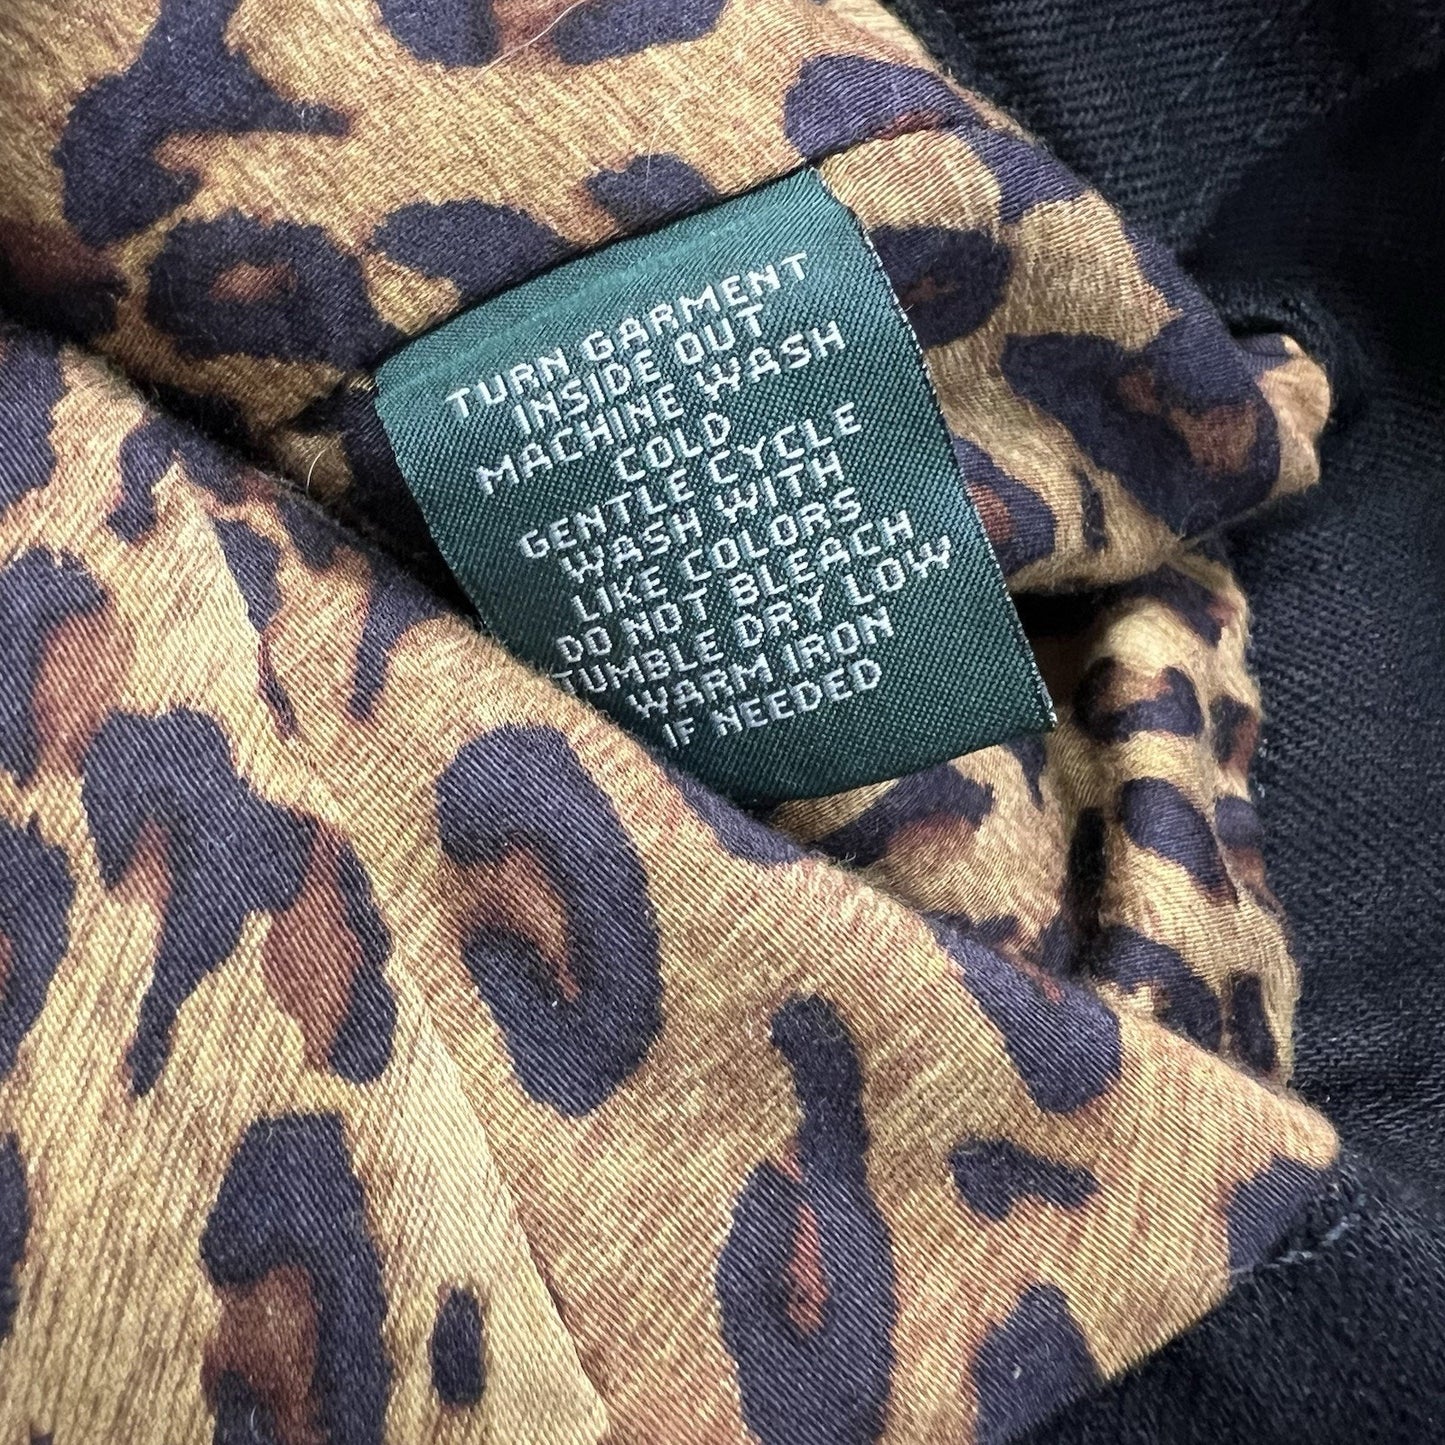 TURN GARMENT
INSIDE OUT
MACHINE WASH
COLD
GENTLE CYCLE
WASH WITH
LIKE COLORS
DO NOT BLEACH
TUMBLE DRY LOW
WARM IRON
IF NEEDED